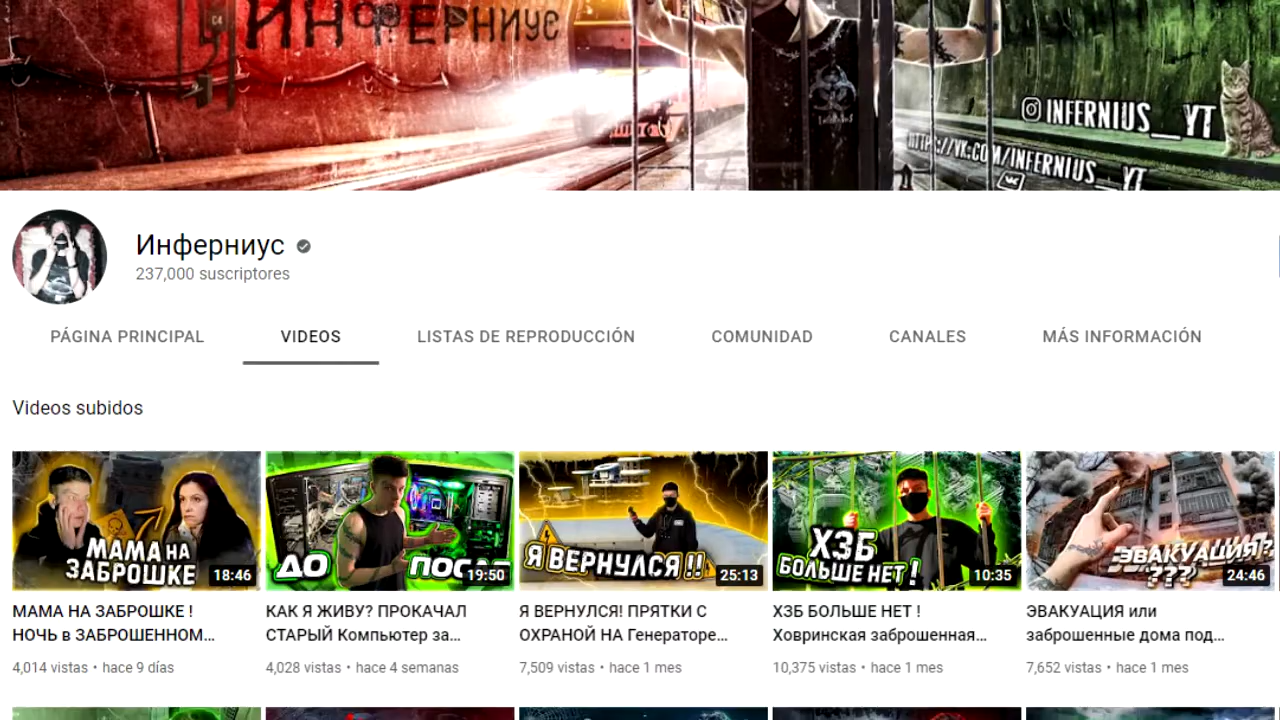 ИНФЕРНИУС
INFERNIUS__YT
HTTP://VK.COM/INFERNIUS__YT
Инферниус
237,000 suscriptores
PÁGINA PRINCIPAL VIDEOS LISTAS DE REPRODUCCIÓN COMUNIDAD CANALES MÁS INFORMACIÓN
Videos subidos
МАМА НА
ЗАБРОШКЕ
18:46
ДО
19:50
Я ВЕРНУЛСЯ!!
25:13
ХЗБ
БОЛЬШЕ НЕТ!
10:35
ЭВАКУАЦИЯ?
???
24:46
МАМА НА ЗАБРОШКЕ !
НОЧЬ в ЗАБРОШЕННОМ...
4,014 vistas • hace 9 días
КАК Я ЖИВУ? ПРОКАЧАЛ
СТАРЫЙ Компьютер за...
4,028 vistas • hace 4 semanas
Я ВЕРНУЛСЯ! ПРЯТКИ С
ОХРАНОЙ НА Генераторе...
7,509 vistas • hace 1 mes
ХЗБ БОЛЬШЕ НЕТ !
Ховринская заброшенная...
10,375 vistas • hace 1 mes
ЭВАКУАЦИЯ или
заброшенные дома под...
7,652 vistas • hace 1 mes